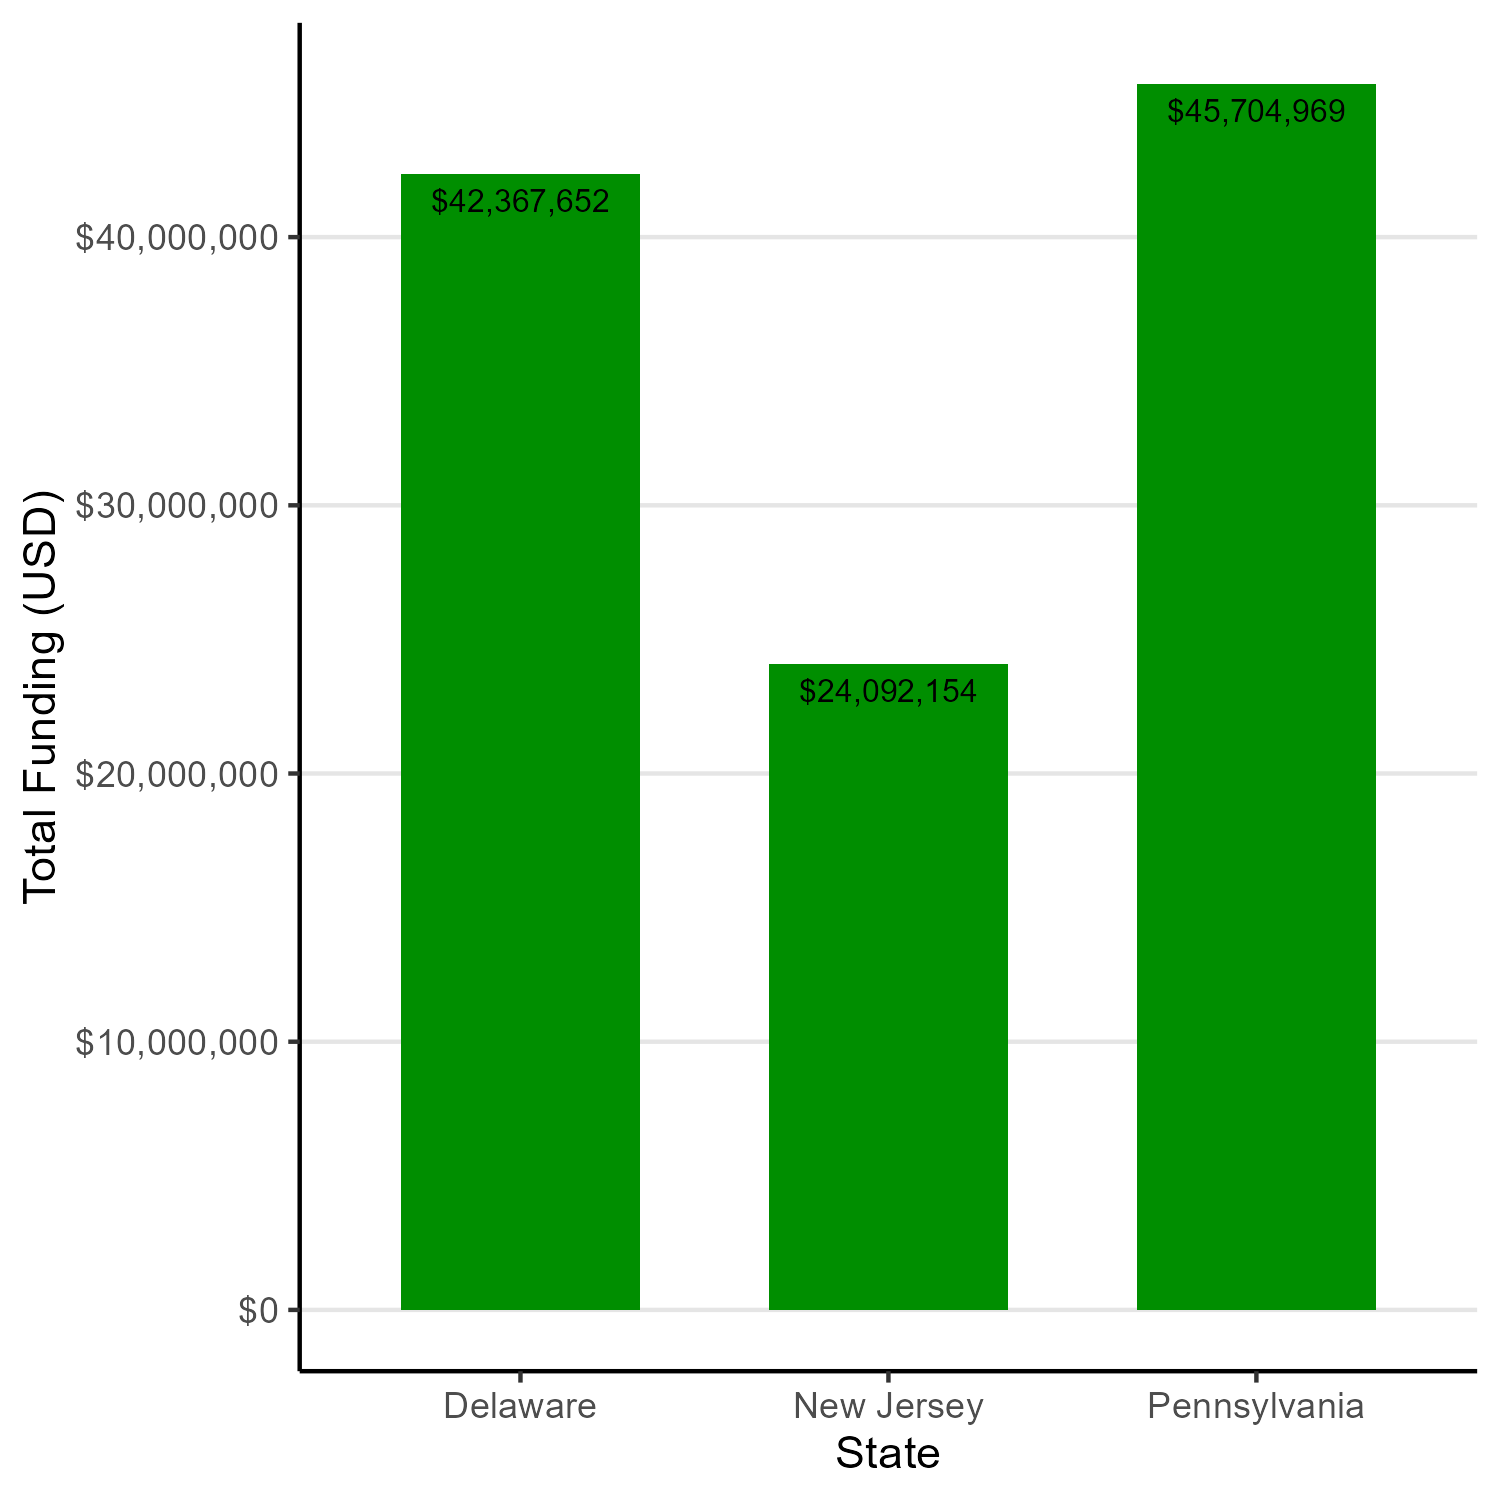 $45,704,969
$42,367,652
$40,000,000
$30,000,000
$24,092,154
$20,000,000
$10,000,000
$0
Total Funding (USD)
Delaware
New Jersey
Pennsylvania
State